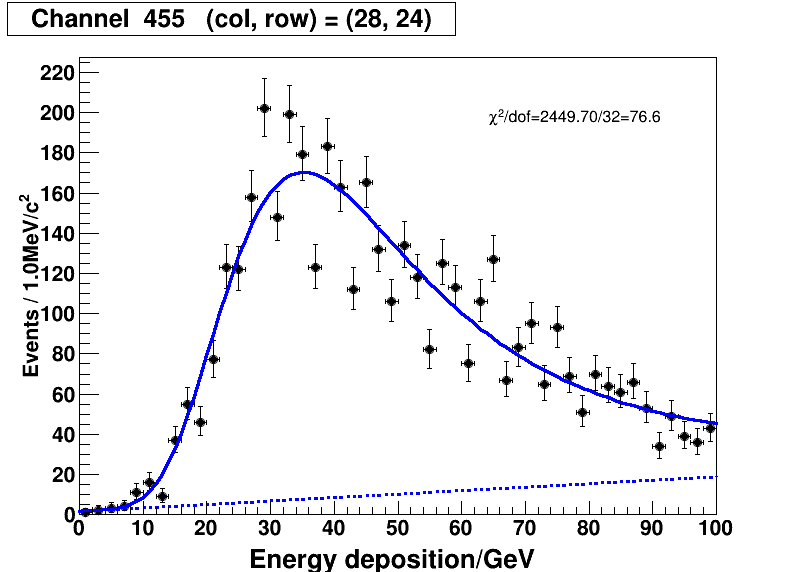 Channel 455 (col, row) = (28, 24)
χ²/dof=2449.70/32=76.6
Events / 1.0MeV/c²
220
200
180
160
140
120
100
80
60
40
20
0
0 10 20 30 40 50 60 70 80 90 100
Energy deposition/GeV